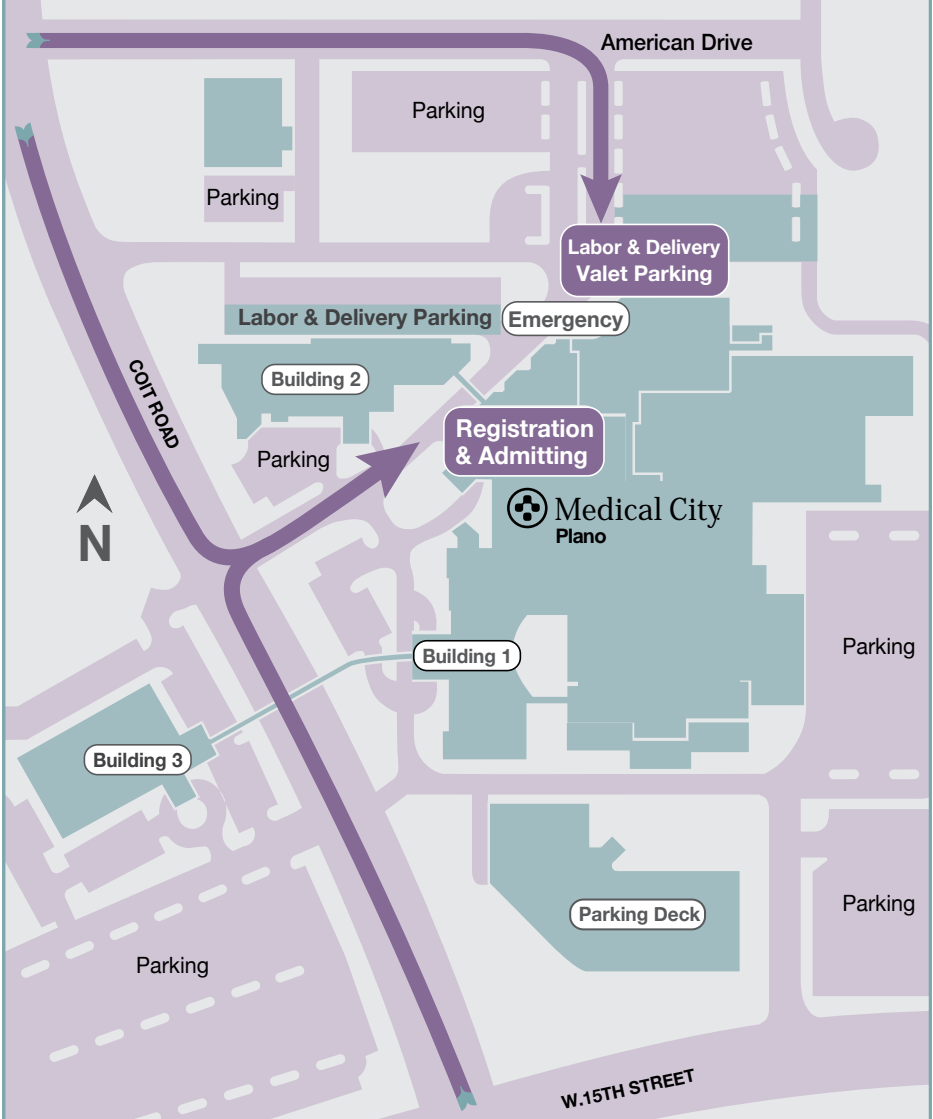 American Drive
Parking
Parking
Labor & Delivery
Valet Parking
Labor & Delivery Parking
Emergency
Building 2
COIT ROAD
Registration
& Admitting
Parking
N
Medical City
Plano
Parking
Building 1
Building 3
Parking
Parking Deck
Parking
W.15TH STREET